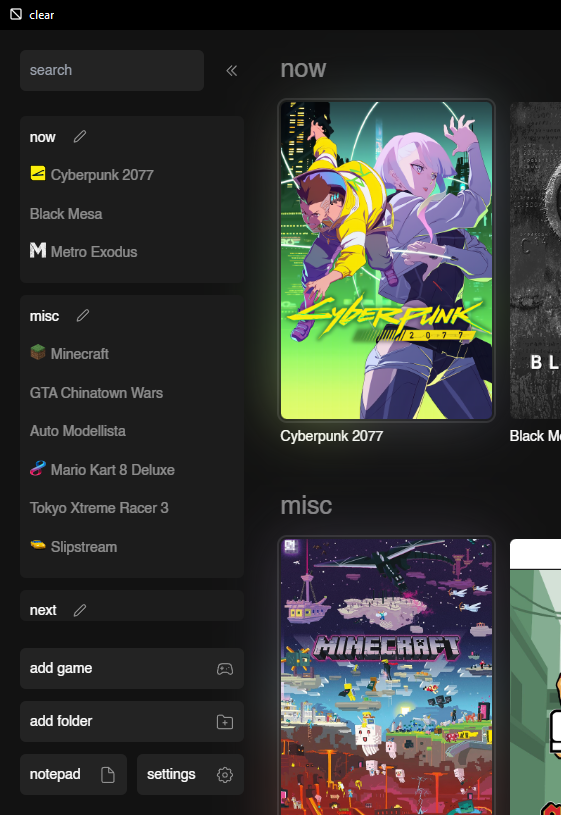 clear
search
now
Cyberpunk 2077
Black Mesa
Metro Exodus
misc
Minecraft
GTA Chinatown Wars
Auto Modellista
Mario Kart 8 Deluxe
Tokyo Xtreme Racer 3
Slipstream
next
add game
add folder
notepad
settings
now
CYBERPUNK
2077
BL
Cyberpunk 2077
Black M
misc
MINECRAFT